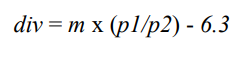 div = m x (p1/p2) - 6.3